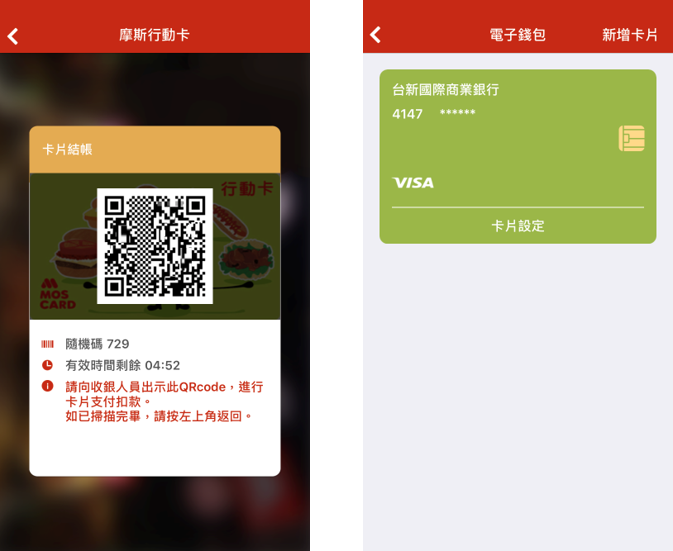 摩斯行動卡
卡片結帳
行動卡
MOS
CARD
隨機碼 729
有效時間剩餘 04:52
請向收銀人員出示此QRcode，進行
卡片支付扣款。
如已掃描完畢，請按左上角返回。
電子錢包
新增卡片
台新國際商業銀行
4147 ******
VISA
卡片設定